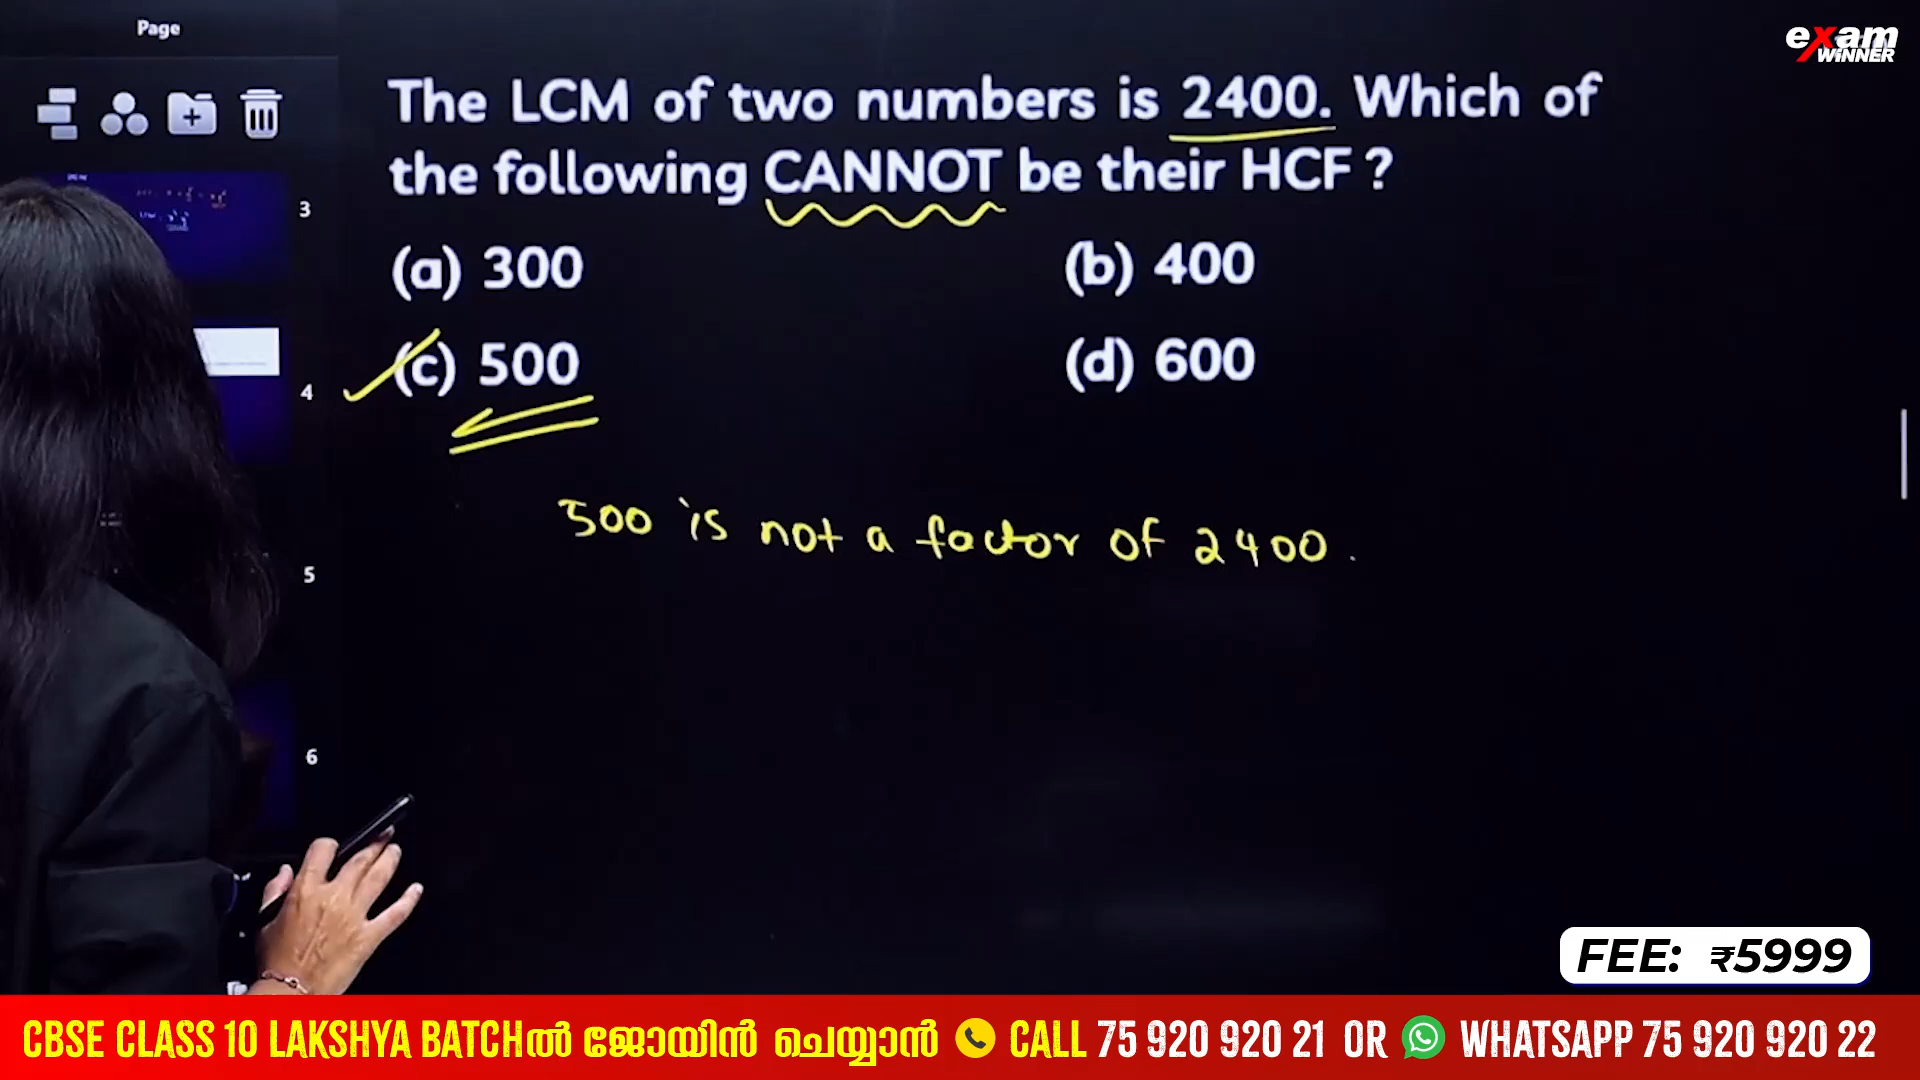 Page
exam
WINNER
The LCM of two numbers is 2400. Which of
the following CANNOT be their HCF ?
(a) 300
(b) 400
(c) 500
(d) 600
500 is not a factor of 2400.
3
4
5
6
FEE: ₹5999
CBSE CLASS 10 LAKSHYA BATCHൽ ജോയിൻ ചെയ്യാൻ CALL 75 920 920 21 OR WHATSAPP 75 920 920 22